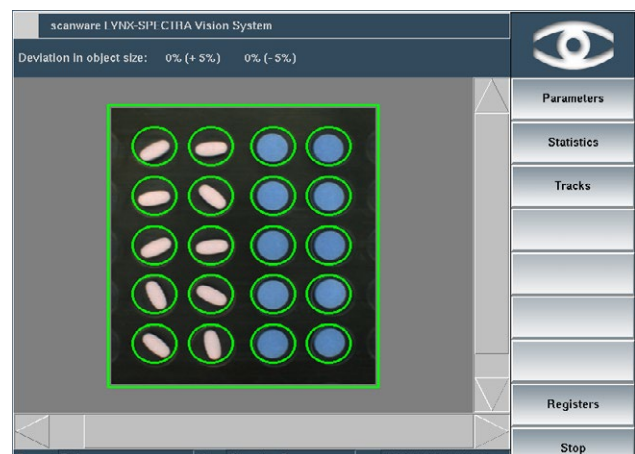 scanware LYNX-SPECTRA Vision System
Deviation in object size: 0% (+ 5%) 0% (- 5%)
Parameters
Statistics
Tracks
Registers
Stop